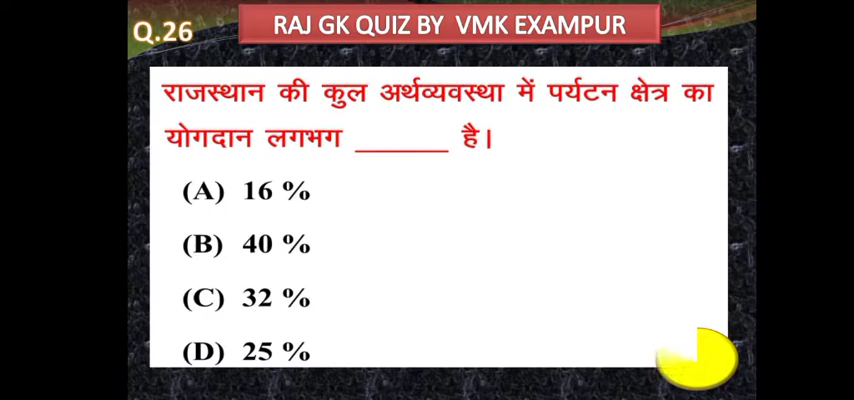 Q.26
RAJ GK QUIZ BY VMK EXAMPUR
राजस्थान की कुल अर्थव्यवस्था में पर्यटन क्षेत्र का
योगदान लगभग ______ है।
(A) 16 %
(B) 40 %
(C) 32 %
(D) 25 %